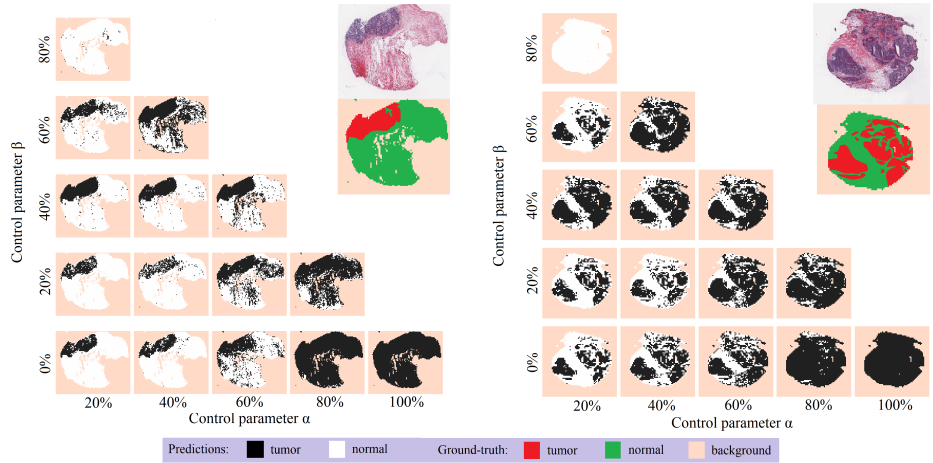 80%
60%
40%
20%
0%
Control parameter β
20% 40% 60% 80% 100%
Control parameter α
80%
60%
40%
20%
0%
Control parameter β
20% 40% 60% 80% 100%
Control parameter α
Predictions: tumor normal Ground-truth: tumor normal background